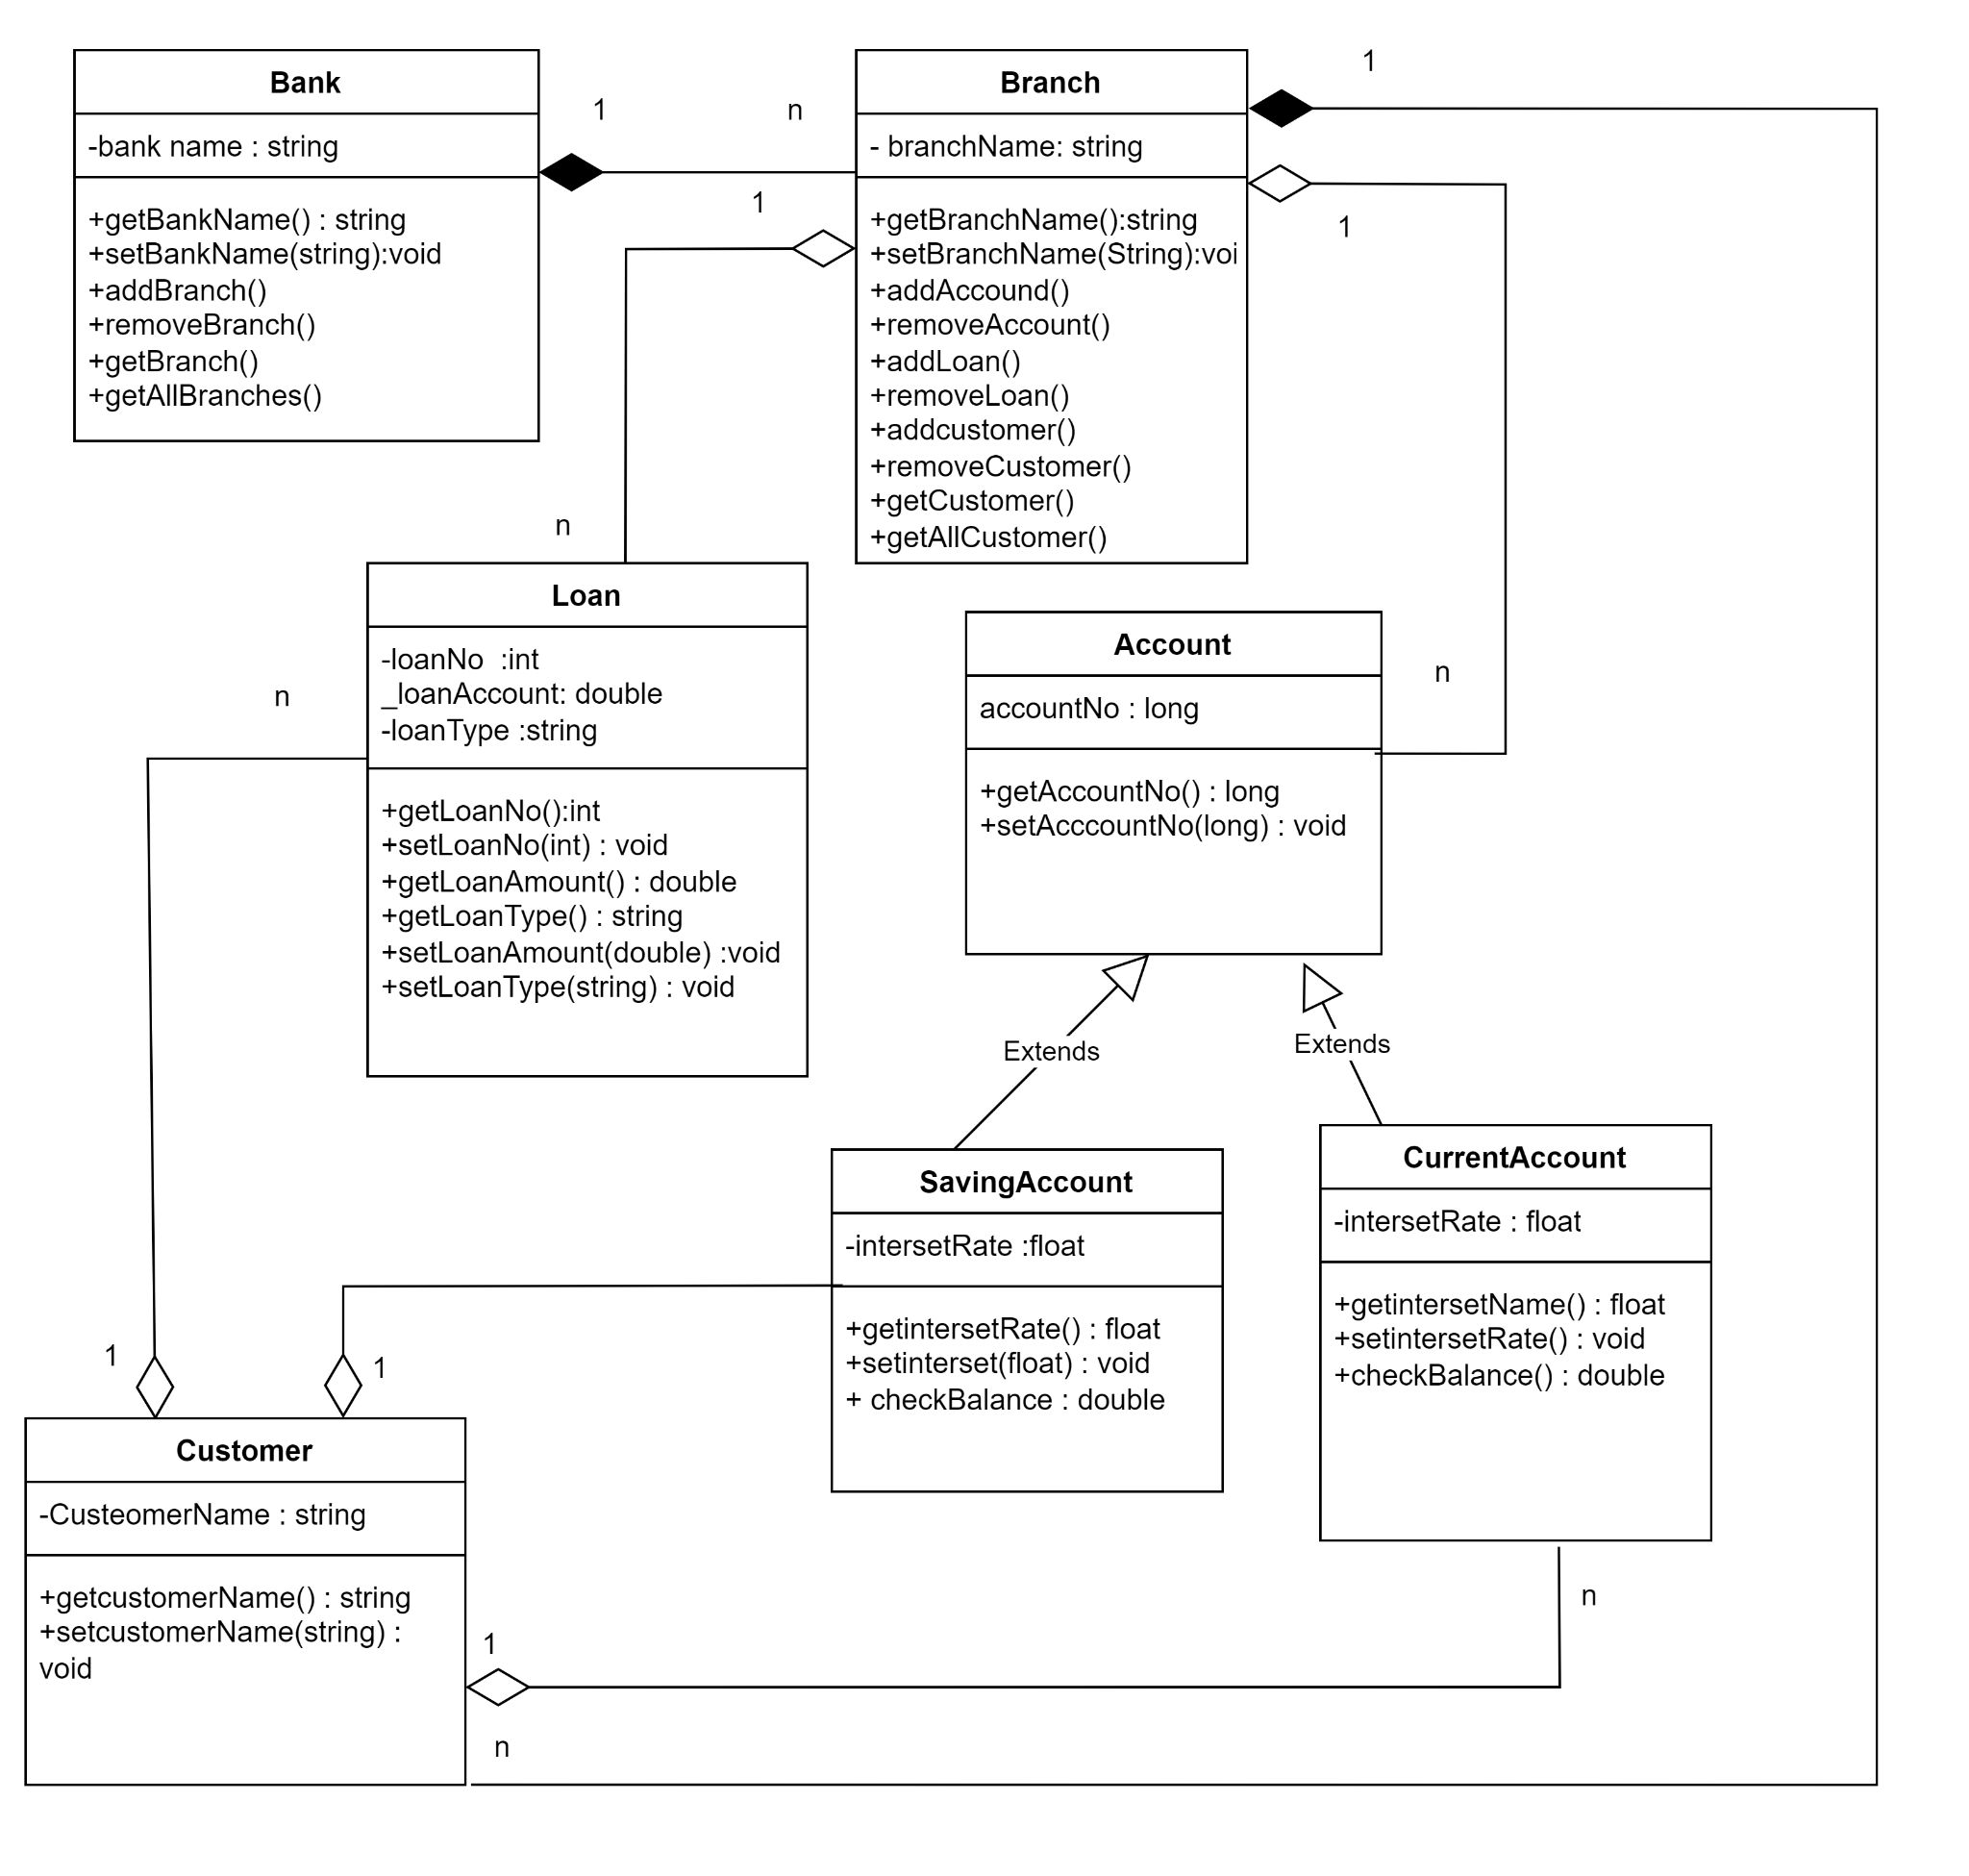 Bank
-bank name : string
+getBankName() : string
+setBankName(string):void
+addBranch()
+removeBranch()
+getBranch()
+getAllBranches()
1
n
Branch
- branchName: string
+getBranchName():string
+setBranchName(String):voi
+addAccound()
+removeAccount()
+addLoan()
+removeLoan()
+addcustomer()
+removeCustomer()
+getCustomer()
+getAllCustomer()
1
1
1
n
n
Loan
-loanNo  :int
_loanAccount: double
-loanType :string
+getLoanNo():int
+setLoanNo(int) : void
+getLoanAmount() : double
+getLoanType() : string
+setLoanAmount(double) :void
+setLoanType(string) : void
Account
accountNo : long
+getAccountNo() : long
+setAcccountNo(long) : void
n
Extends
Extends
SavingAccount
-intersetRate :float
+getintersetRate() : float
+setinterset(float) : void
+ checkBalance : double
CurrentAccount
-intersetRate : float
+getintersetName() : float
+setintersetRate() : void
+checkBalance() : double
1
1
Customer
-CusteomerName : string
+getcustomerName() : string
+setcustomerName(string) :
void
1
n
n